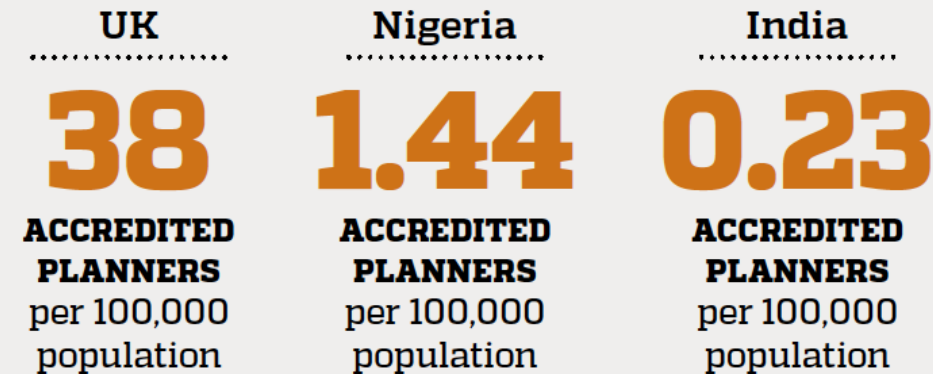 UK
38
ACCREDITED
PLANNERS
per 100,000
population
Nigeria
1.44
ACCREDITED
PLANNERS
per 100,000
population
India
0.23
ACCREDITED
PLANNERS
per 100,000
population